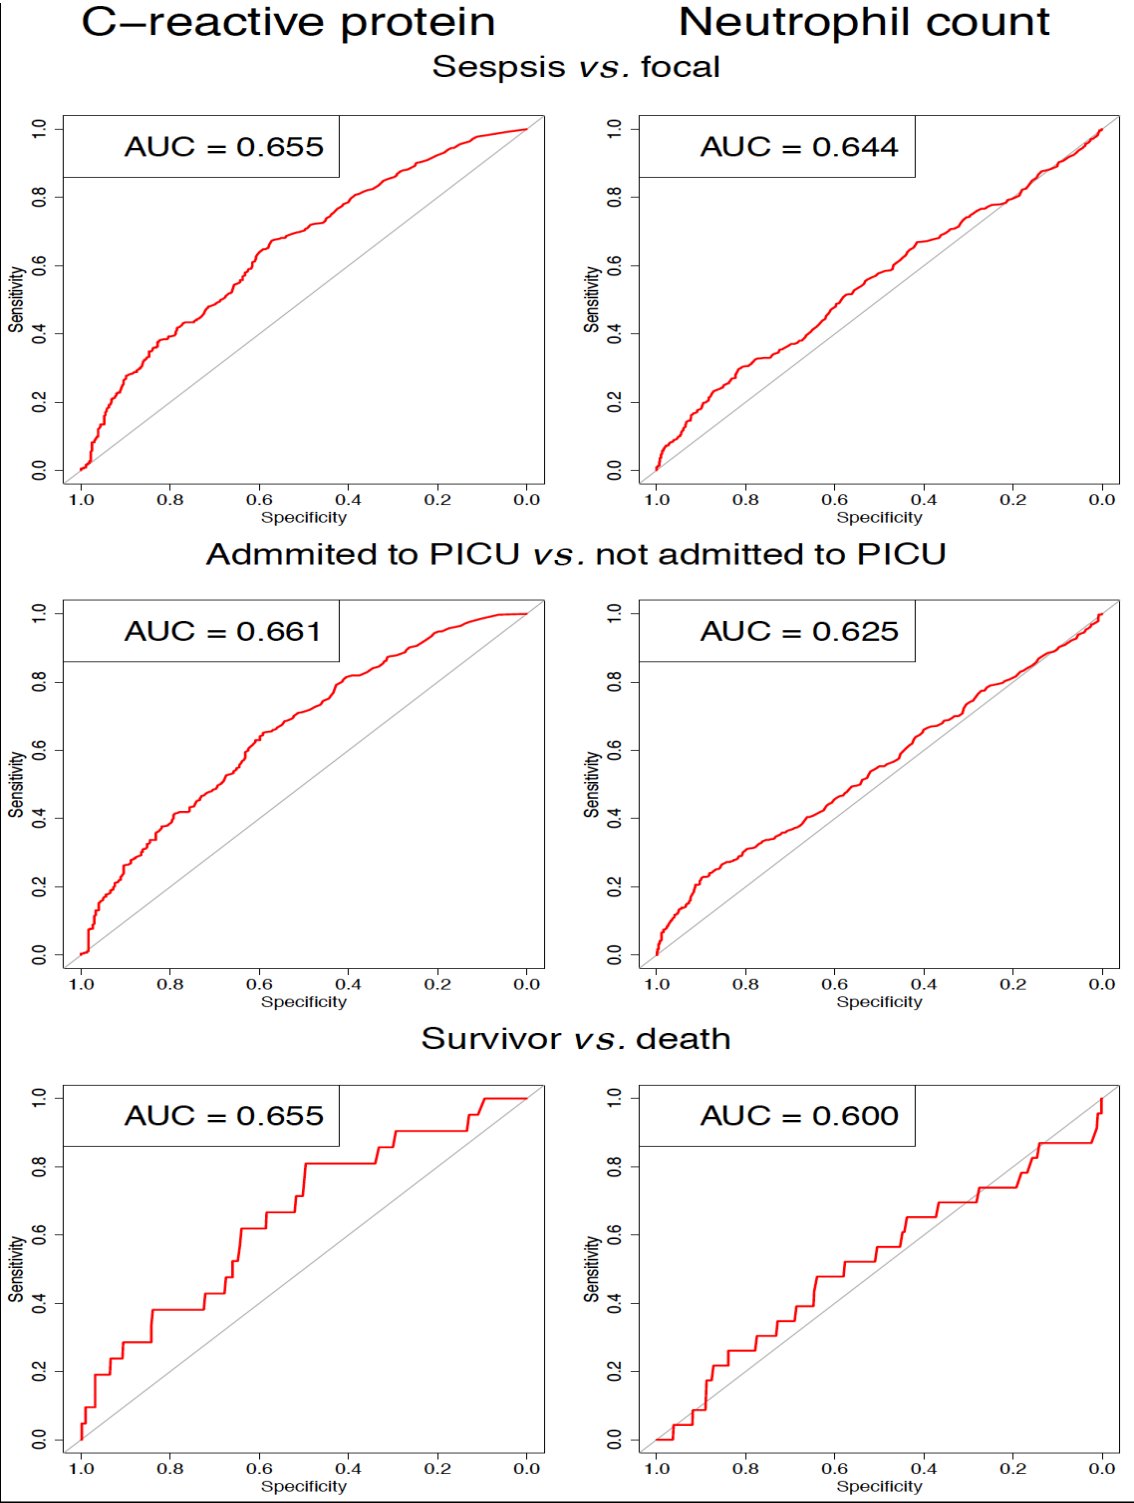 C−reactive protein
Neutrophil count
Sespsis vs. focal
AUC = 0.655
Sensitivity
0.0 0.2 0.4 0.6 0.8 1.0
1.0 0.8 0.6 0.4 0.2 0.0
Specificity
AUC = 0.644
Sensitivity
0.0 0.2 0.4 0.6 0.8 1.0
1.0 0.8 0.6 0.4 0.2 0.0
Specificity
Admmited to PICU vs. not admitted to PICU
AUC = 0.661
Sensitivity
0.0 0.2 0.4 0.6 0.8 1.0
1.0 0.8 0.6 0.4 0.2 0.0
Specificity
AUC = 0.625
Sensitivity
0.0 0.2 0.4 0.6 0.8 1.0
1.0 0.8 0.6 0.4 0.2 0.0
Specificity
Survivor vs. death
AUC = 0.655
Sensitivity
0.0 0.2 0.4 0.6 0.8 1.0
1.0 0.8 0.6 0.4 0.2 0.0
Specificity
AUC = 0.600
Sensitivity
0.0 0.2 0.4 0.6 0.8 1.0
1.0 0.8 0.6 0.4 0.2 0.0
Specificity